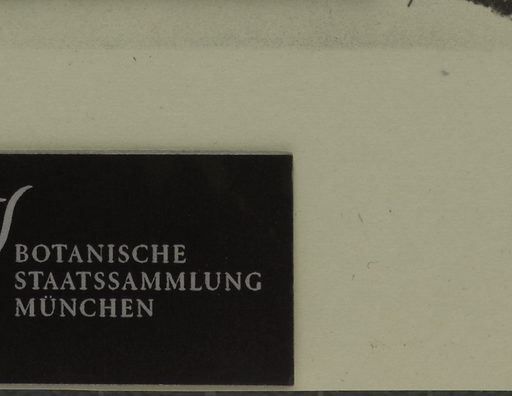 BOTANISCHE
STAATSSAMMLUNG
MÜNCHEN